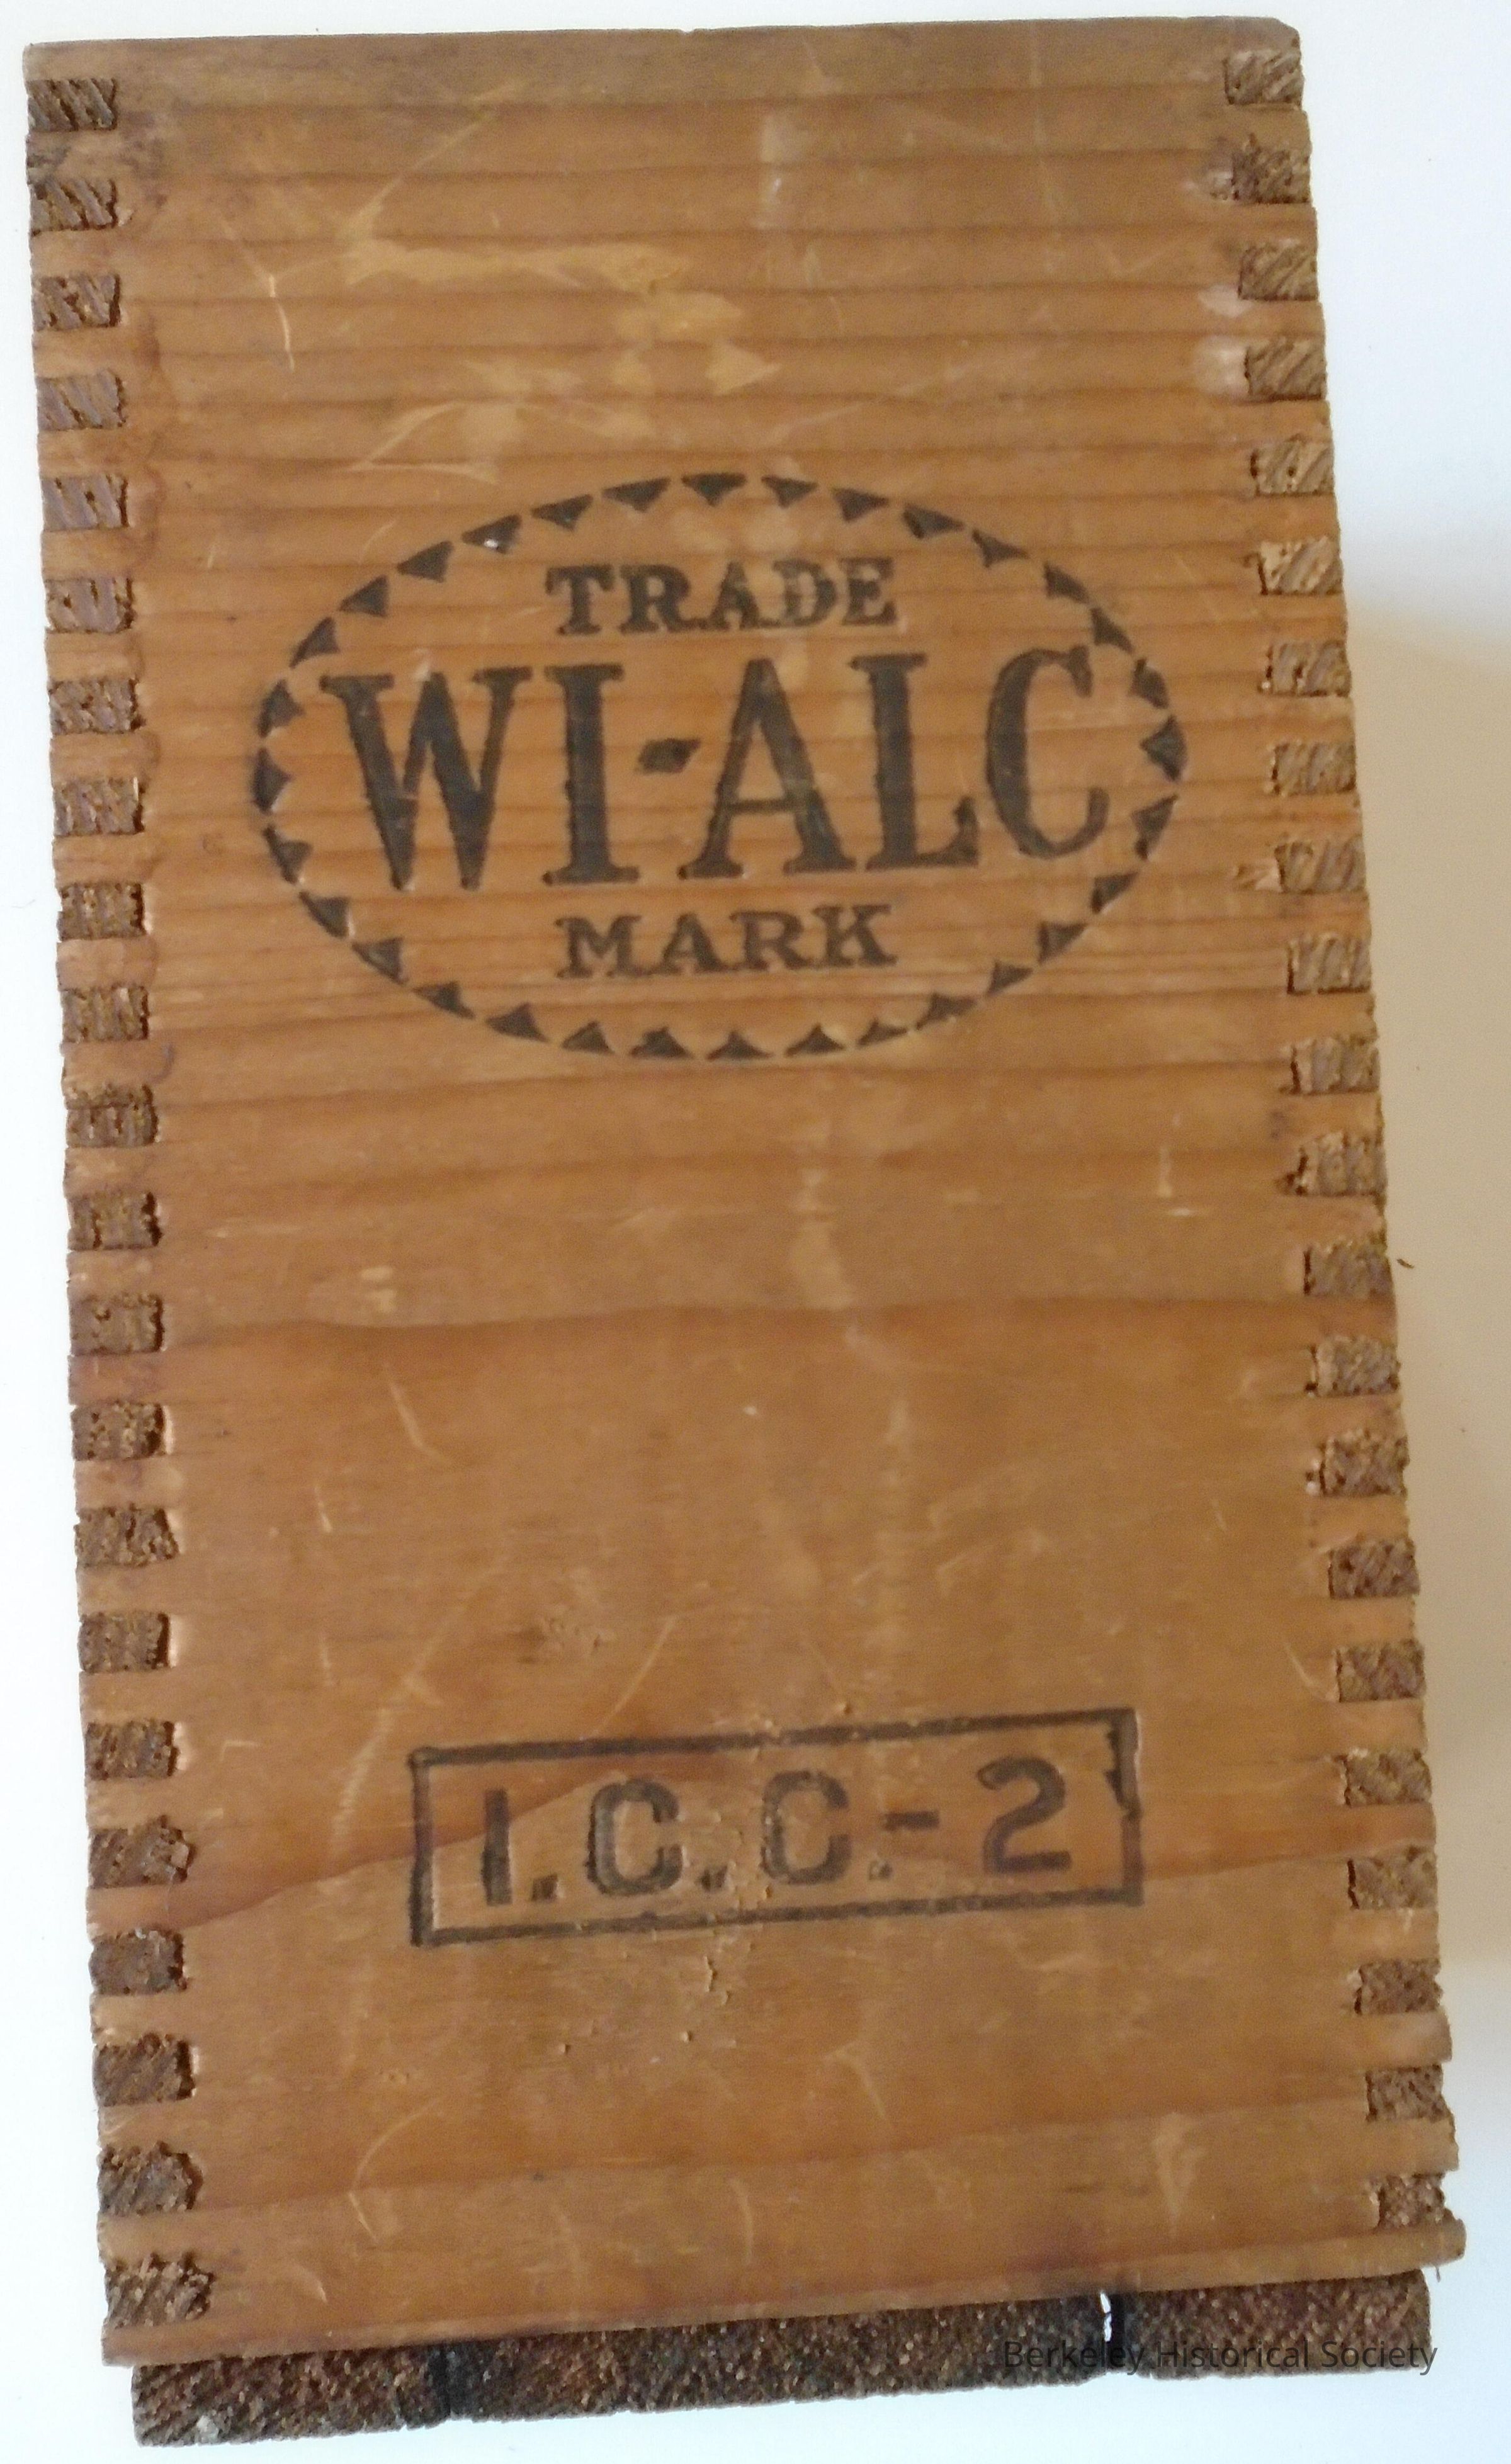 TRADE
WI-ALC
MARK
I.C.C.-2
Berkeley Historical Society